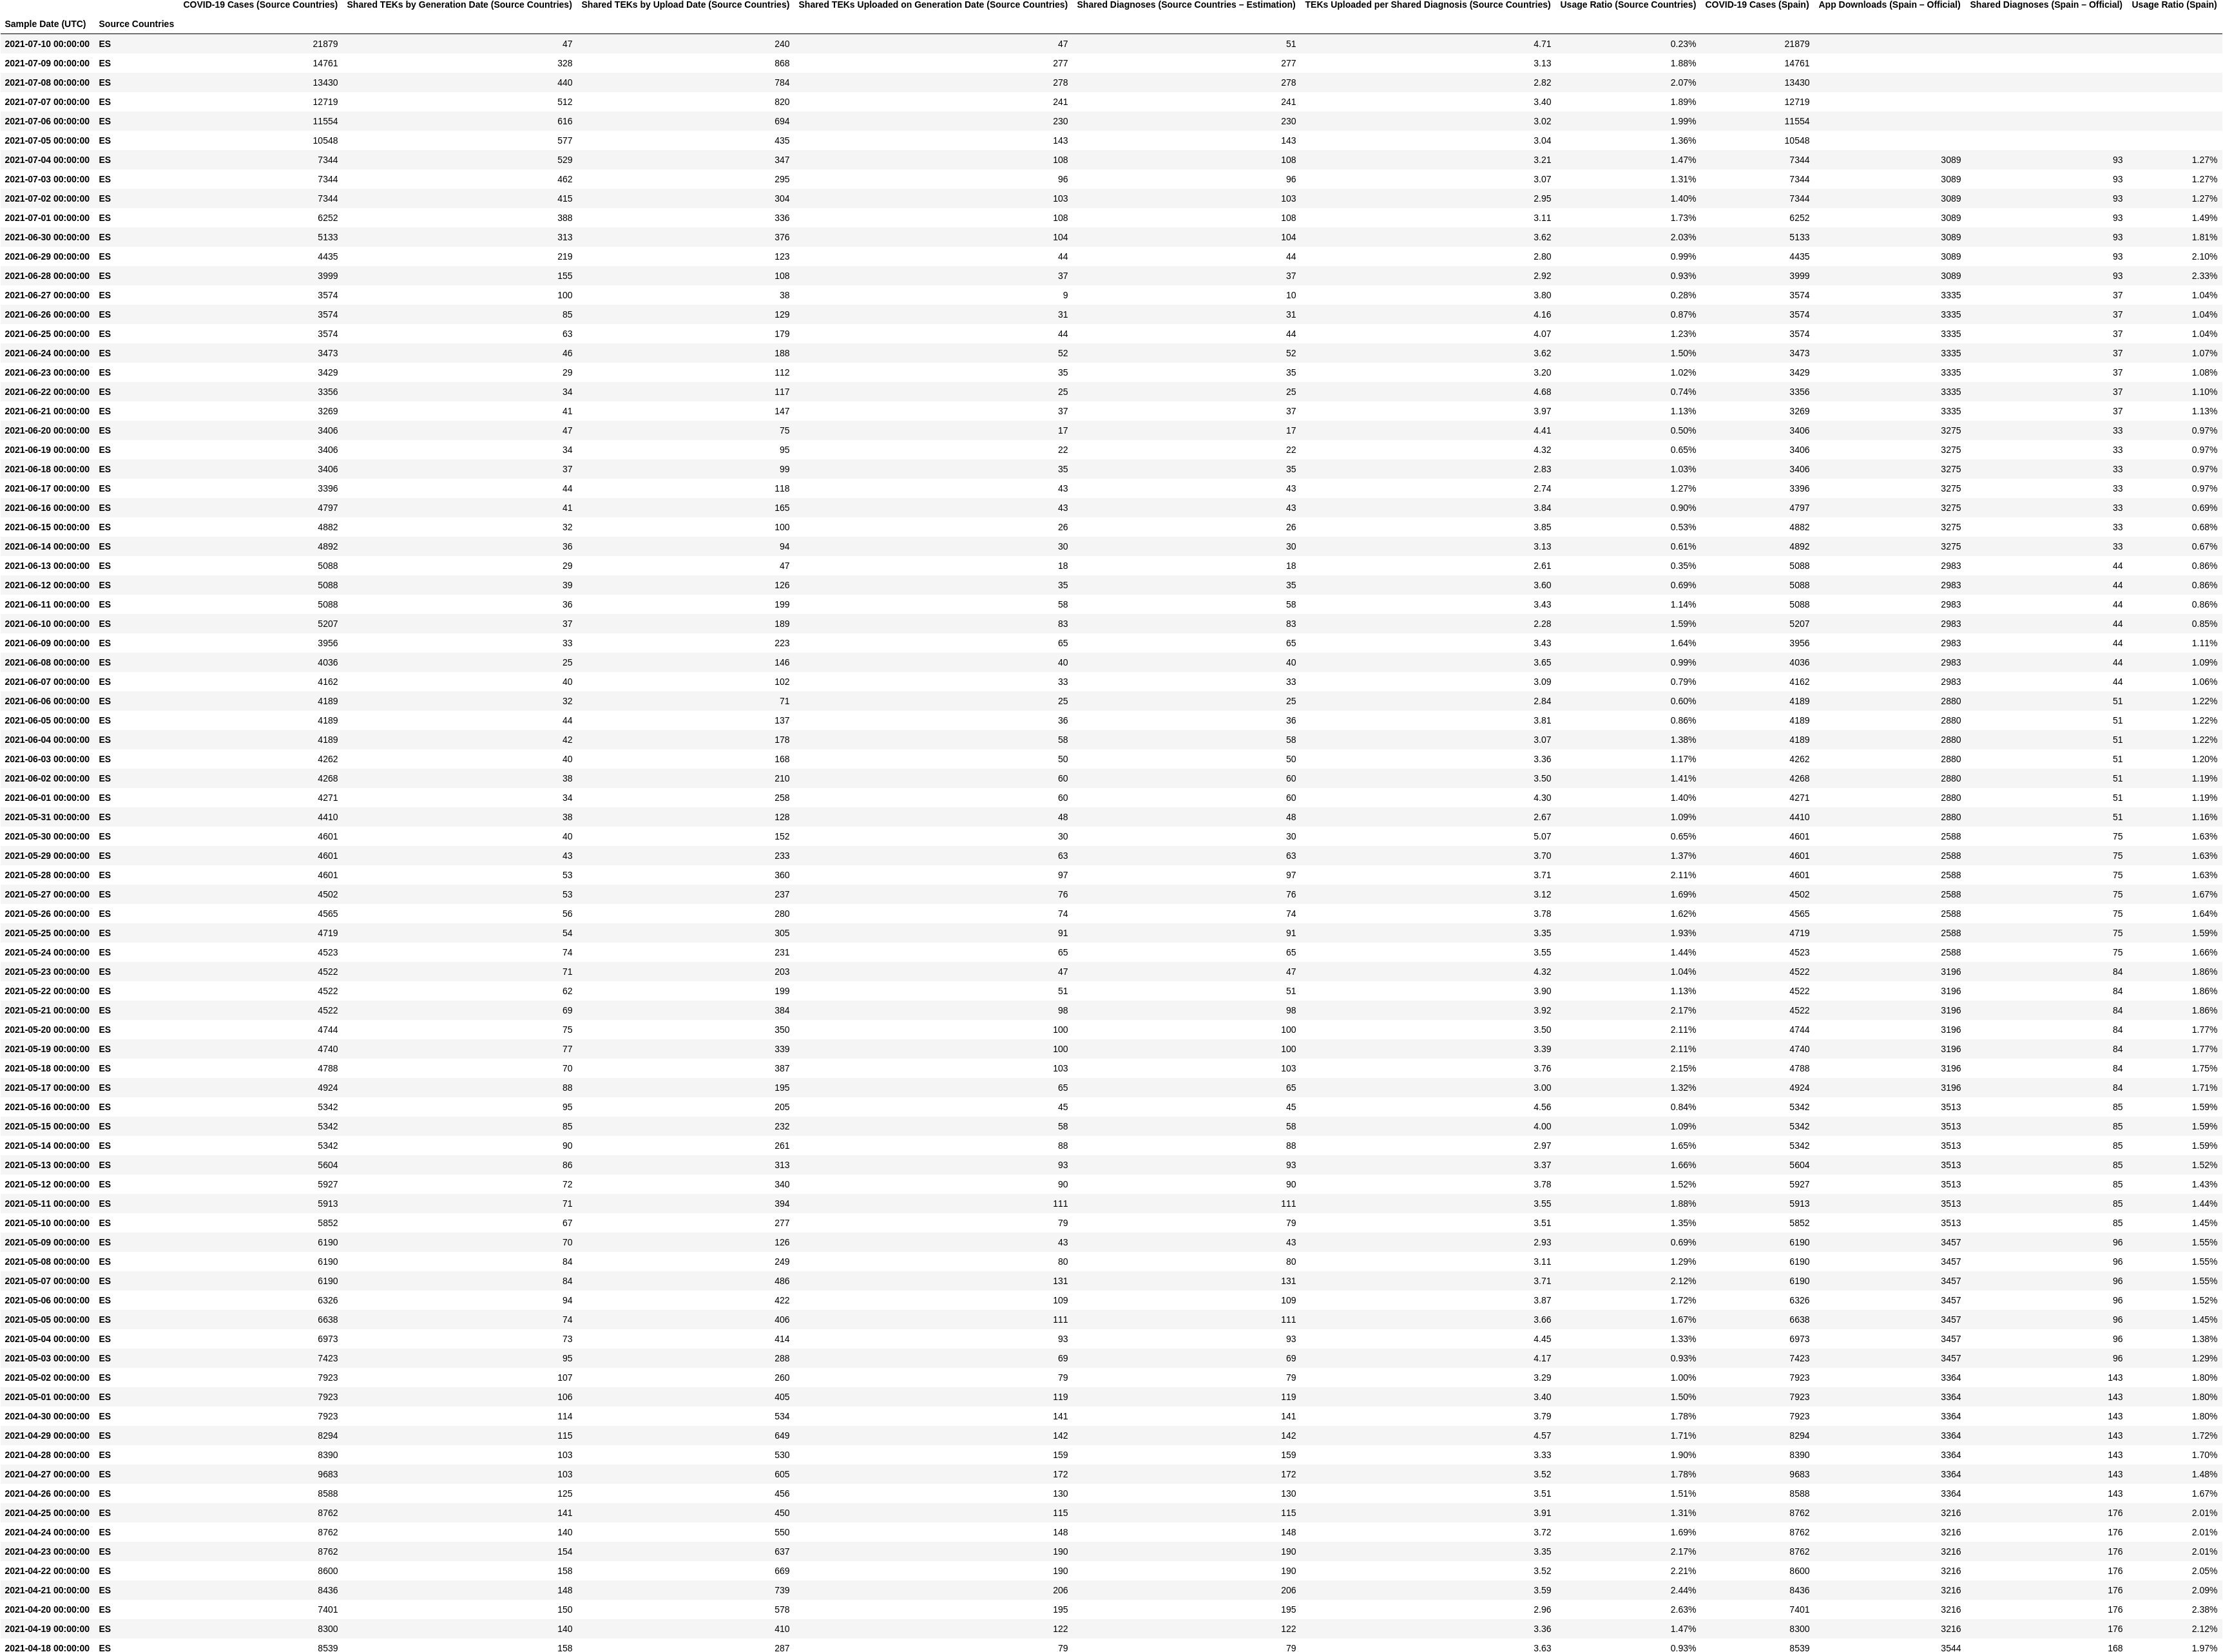 COVID-19 Cases (Source Countries) Shared TEKs by Generation Date (Source Countries) Shared TEKs by Upload Date (Source Countries) Shared TEKs Uploaded on Generation Date (Source Countries) Shared Diagnoses (Source Countries – Estimation) TEKs Uploaded per Shared Diagnosis (Source Countries) Usage Ratio (Source Countries) COVID-19 Cases (Spain) App Downloads (Spain – Official) Shared Diagnoses (Spain – Official) Usage Ratio (Spain)
Sample Date (UTC) Source Countries
2021-07-10 00:00:00 ES 21879 47 240 47 51 4.71 0.23% 21879
2021-07-09 00:00:00 ES 14761 328 868 277 277 3.13 1.88% 14761
2021-07-08 00:00:00 ES 13430 440 784 278 278 2.82 2.07% 13430
2021-07-07 00:00:00 ES 12719 512 820 241 241 3.40 1.89% 12719
2021-07-06 00:00:00 ES 11554 616 694 230 230 3.02 1.99% 11554
2021-07-05 00:00:00 ES 10548 577 435 143 143 3.04 1.36% 10548
2021-07-04 00:00:00 ES 7344 529 347 108 108 3.21 1.47% 7344 3089 93 1.27%
2021-07-03 00:00:00 ES 7344 462 295 96 96 3.07 1.31% 7344 3089 93 1.27%
2021-07-02 00:00:00 ES 7344 415 304 103 103 2.95 1.40% 7344 3089 93 1.27%
2021-07-01 00:00:00 ES 6252 388 336 108 108 3.11 1.73% 6252 3089 93 1.49%
2021-06-30 00:00:00 ES 5133 313 376 104 104 3.62 2.03% 5133 3089 93 1.81%
2021-06-29 00:00:00 ES 4435 219 123 44 44 2.80 0.99% 4435 3089 93 2.10%
2021-06-28 00:00:00 ES 3999 155 108 37 37 2.92 0.93% 3999 3089 93 2.33%
2021-06-27 00:00:00 ES 3574 100 38 9 10 3.80 0.28% 3574 3335 37 1.04%
2021-06-26 00:00:00 ES 3574 85 129 31 31 4.16 0.87% 3574 3335 37 1.04%
2021-06-25 00:00:00 ES 3574 63 179 44 44 4.07 1.23% 3574 3335 37 1.04%
2021-06-24 00:00:00 ES 3473 46 188 52 52 3.62 1.50% 3473 3335 37 1.07%
2021-06-23 00:00:00 ES 3429 29 112 35 35 3.20 1.02% 3429 3335 37 1.08%
2021-06-22 00:00:00 ES 3356 34 117 25 25 4.68 0.74% 3356 3335 37 1.10%
2021-06-21 00:00:00 ES 3269 41 147 37 37 3.97 1.13% 3269 3335 37 1.13%
2021-06-20 00:00:00 ES 3406 47 75 17 17 4.41 0.50% 3406 3275 33 0.97%
2021-06-19 00:00:00 ES 3406 34 95 22 22 4.32 0.65% 3406 3275 33 0.97%
2021-06-18 00:00:00 ES 3406 37 99 35 35 2.83 1.03% 3406 3275 33 0.97%
2021-06-17 00:00:00 ES 3396 44 118 43 43 2.74 1.27% 3396 3275 33 0.97%
2021-06-16 00:00:00 ES 4797 41 165 43 43 3.84 0.90% 4797 3275 33 0.69%
2021-06-15 00:00:00 ES 4882 32 100 26 26 3.85 0.53% 4882 3275 33 0.68%
2021-06-14 00:00:00 ES 4892 36 94 30 30 3.13 0.61% 4892 3275 33 0.67%
2021-06-13 00:00:00 ES 5088 29 47 18 18 2.61 0.35% 5088 2983 44 0.86%
2021-06-12 00:00:00 ES 5088 39 126 35 35 3.60 0.69% 5088 2983 44 0.86%
2021-06-11 00:00:00 ES 5088 36 199 58 58 3.43 1.14% 5088 2983 44 0.86%
2021-06-10 00:00:00 ES 5207 37 189 83 83 2.28 1.59% 5207 2983 44 0.85%
2021-06-09 00:00:00 ES 3956 33 223 65 65 3.43 1.64% 3956 2983 44 1.11%
2021-06-08 00:00:00 ES 4036 25 146 40 40 3.65 0.99% 4036 2983 44 1.09%
2021-06-07 00:00:00 ES 4162 40 102 33 33 3.09 0.79% 4162 2983 44 1.06%
2021-06-06 00:00:00 ES 4189 32 71 25 25 2.84 0.60% 4189 2880 51 1.22%
2021-06-05 00:00:00 ES 4189 44 137 36 36 3.81 0.86% 4189 2880 51 1.22%
2021-06-04 00:00:00 ES 4189 42 178 58 58 3.07 1.38% 4189 2880 51 1.22%
2021-06-03 00:00:00 ES 4262 40 168 50 50 3.36 1.17% 4262 2880 51 1.20%
2021-06-02 00:00:00 ES 4268 38 210 60 60 3.50 1.41% 4268 2880 51 1.19%
2021-06-01 00:00:00 ES 4271 34 258 60 60 4.30 1.40% 4271 2880 51 1.19%
2021-05-31 00:00:00 ES 4410 38 128 48 48 2.67 1.09% 4410 2880 51 1.16%
2021-05-30 00:00:00 ES 4601 40 152 30 30 5.07 0.65% 4601 2588 75 1.63%
2021-05-29 00:00:00 ES 4601 43 233 63 63 3.70 1.37% 4601 2588 75 1.63%
2021-05-28 00:00:00 ES 4601 53 360 97 97 3.71 2.11% 4601 2588 75 1.63%
2021-05-27 00:00:00 ES 4502 53 237 76 76 3.12 1.69% 4502 2588 75 1.67%
2021-05-26 00:00:00 ES 4565 56 280 74 74 3.78 1.62% 4565 2588 75 1.64%
2021-05-25 00:00:00 ES 4719 54 305 91 91 3.35 1.93% 4719 2588 75 1.59%
2021-05-24 00:00:00 ES 4523 74 231 65 65 3.55 1.44% 4523 2588 75 1.66%
2021-05-23 00:00:00 ES 4522 71 203 47 47 4.32 1.04% 4522 3196 84 1.86%
2021-05-22 00:00:00 ES 4522 62 199 51 51 3.90 1.13% 4522 3196 84 1.86%
2021-05-21 00:00:00 ES 4522 69 384 98 98 3.92 2.17% 4522 3196 84 1.86%
2021-05-20 00:00:00 ES 4744 75 350 100 100 3.50 2.11% 4744 3196 84 1.77%
2021-05-19 00:00:00 ES 4740 77 339 100 100 3.39 2.11% 4740 3196 84 1.77%
2021-05-18 00:00:00 ES 4788 70 387 103 103 3.76 2.15% 4788 3196 84 1.75%
2021-05-17 00:00:00 ES 4924 88 195 65 65 3.00 1.32% 4924 3196 84 1.71%
2021-05-16 00:00:00 ES 5342 95 205 45 45 4.56 0.84% 5342 3513 85 1.59%
2021-05-15 00:00:00 ES 5342 85 232 58 58 4.00 1.09% 5342 3513 85 1.59%
2021-05-14 00:00:00 ES 5342 90 261 88 88 2.97 1.65% 5342 3513 85 1.59%
2021-05-13 00:00:00 ES 5604 86 313 93 93 3.37 1.66% 5604 3513 85 1.52%
2021-05-12 00:00:00 ES 5927 72 340 90 90 3.78 1.52% 5927 3513 85 1.43%
2021-05-11 00:00:00 ES 5913 71 394 111 111 3.55 1.88% 5913 3513 85 1.44%
2021-05-10 00:00:00 ES 5852 67 277 79 79 3.51 1.35% 5852 3513 85 1.45%
2021-05-09 00:00:00 ES 6190 70 126 43 43 2.93 0.69% 6190 3457 96 1.55%
2021-05-08 00:00:00 ES 6190 84 249 80 80 3.11 1.29% 6190 3457 96 1.55%
2021-05-07 00:00:00 ES 6190 84 486 131 131 3.71 2.12% 6190 3457 96 1.55%
2021-05-06 00:00:00 ES 6326 94 422 109 109 3.87 1.72% 6326 3457 96 1.52%
2021-05-05 00:00:00 ES 6638 74 406 111 111 3.66 1.67% 6638 3457 96 1.45%
2021-05-04 00:00:00 ES 6973 73 414 93 93 4.45 1.33% 6973 3457 96 1.38%
2021-05-03 00:00:00 ES 7423 95 288 69 69 4.17 0.93% 7423 3457 96 1.29%
2021-05-02 00:00:00 ES 7923 107 260 79 79 3.29 1.00% 7923 3364 143 1.80%
2021-05-01 00:00:00 ES 7923 106 405 119 119 3.40 1.50% 7923 3364 143 1.80%
2021-04-30 00:00:00 ES 7923 114 534 141 141 3.79 1.78% 7923 3364 143 1.80%
2021-04-29 00:00:00 ES 8294 115 649 142 142 4.57 1.71% 8294 3364 143 1.72%
2021-04-28 00:00:00 ES 8390 103 530 159 159 3.33 1.90% 8390 3364 143 1.70%
2021-04-27 00:00:00 ES 9683 103 605 172 172 3.52 1.78% 9683 3364 143 1.48%
2021-04-26 00:00:00 ES 8588 125 456 130 130 3.51 1.51% 8588 3364 143 1.67%
2021-04-25 00:00:00 ES 8762 141 450 115 115 3.91 1.31% 8762 3216 176 2.01%
2021-04-24 00:00:00 ES 8762 140 550 148 148 3.72 1.69% 8762 3216 176 2.01%
2021-04-23 00:00:00 ES 8762 154 637 190 190 3.35 2.17% 8762 3216 176 2.01%
2021-04-22 00:00:00 ES 8600 158 669 190 190 3.52 2.21% 8600 3216 176 2.05%
2021-04-21 00:00:00 ES 8436 148 739 206 206 3.59 2.44% 8436 3216 176 2.09%
2021-04-20 00:00:00 ES 7401 150 578 195 195 2.96 2.63% 7401 3216 176 2.38%
2021-04-19 00:00:00 ES 8300 140 410 122 122 3.36 1.47% 8300 3216 176 2.12%
2021-04-18 00:00:00 ES 8539 158 287 79 79 3.63 0.93% 8539 3544 168 1.97%